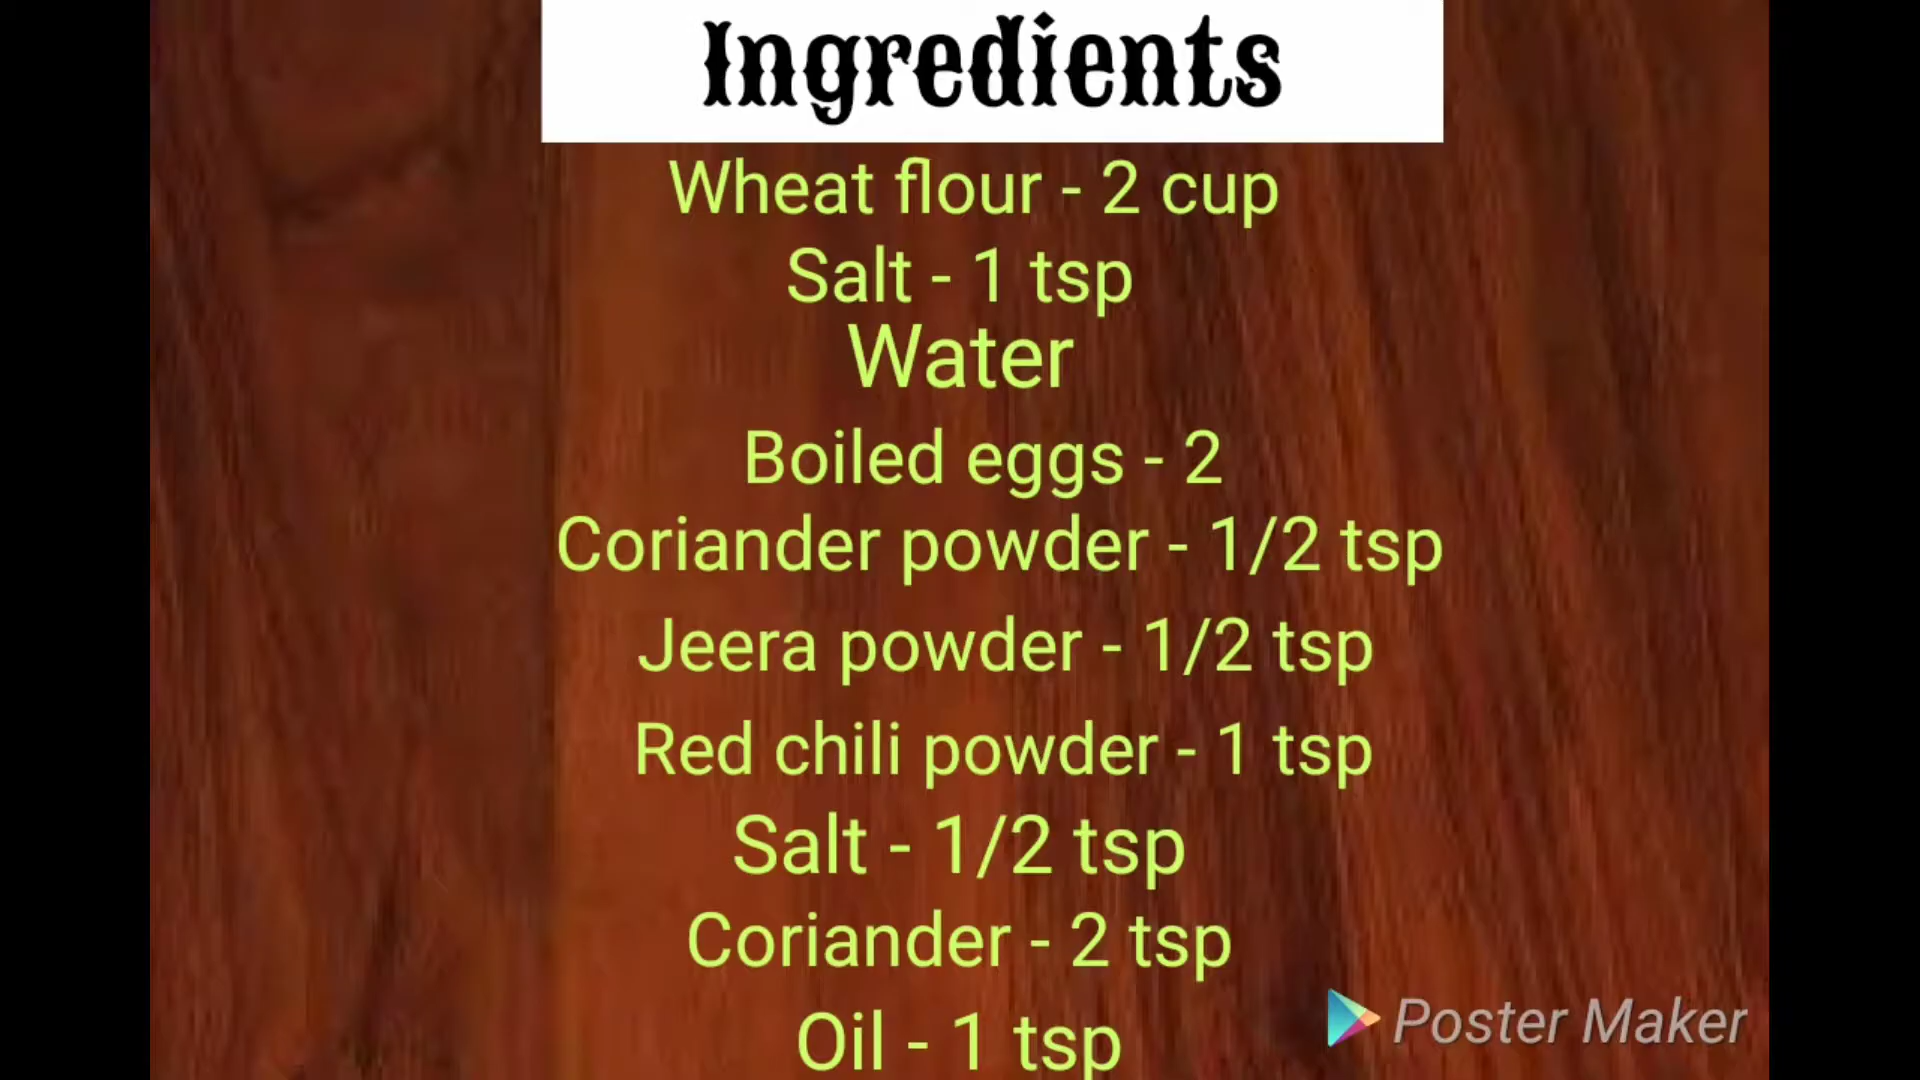 Ingredients
Wheat flour - 2 cup
Salt - 1 tsp
Water
Boiled eggs - 2
Coriander powder - 1/2 tsp
Jeera powder - 1/2 tsp
Red chili powder - 1 tsp
Salt - 1/2 tsp
Coriander - 2 tsp
Oil - 1 tsp
Poster Maker